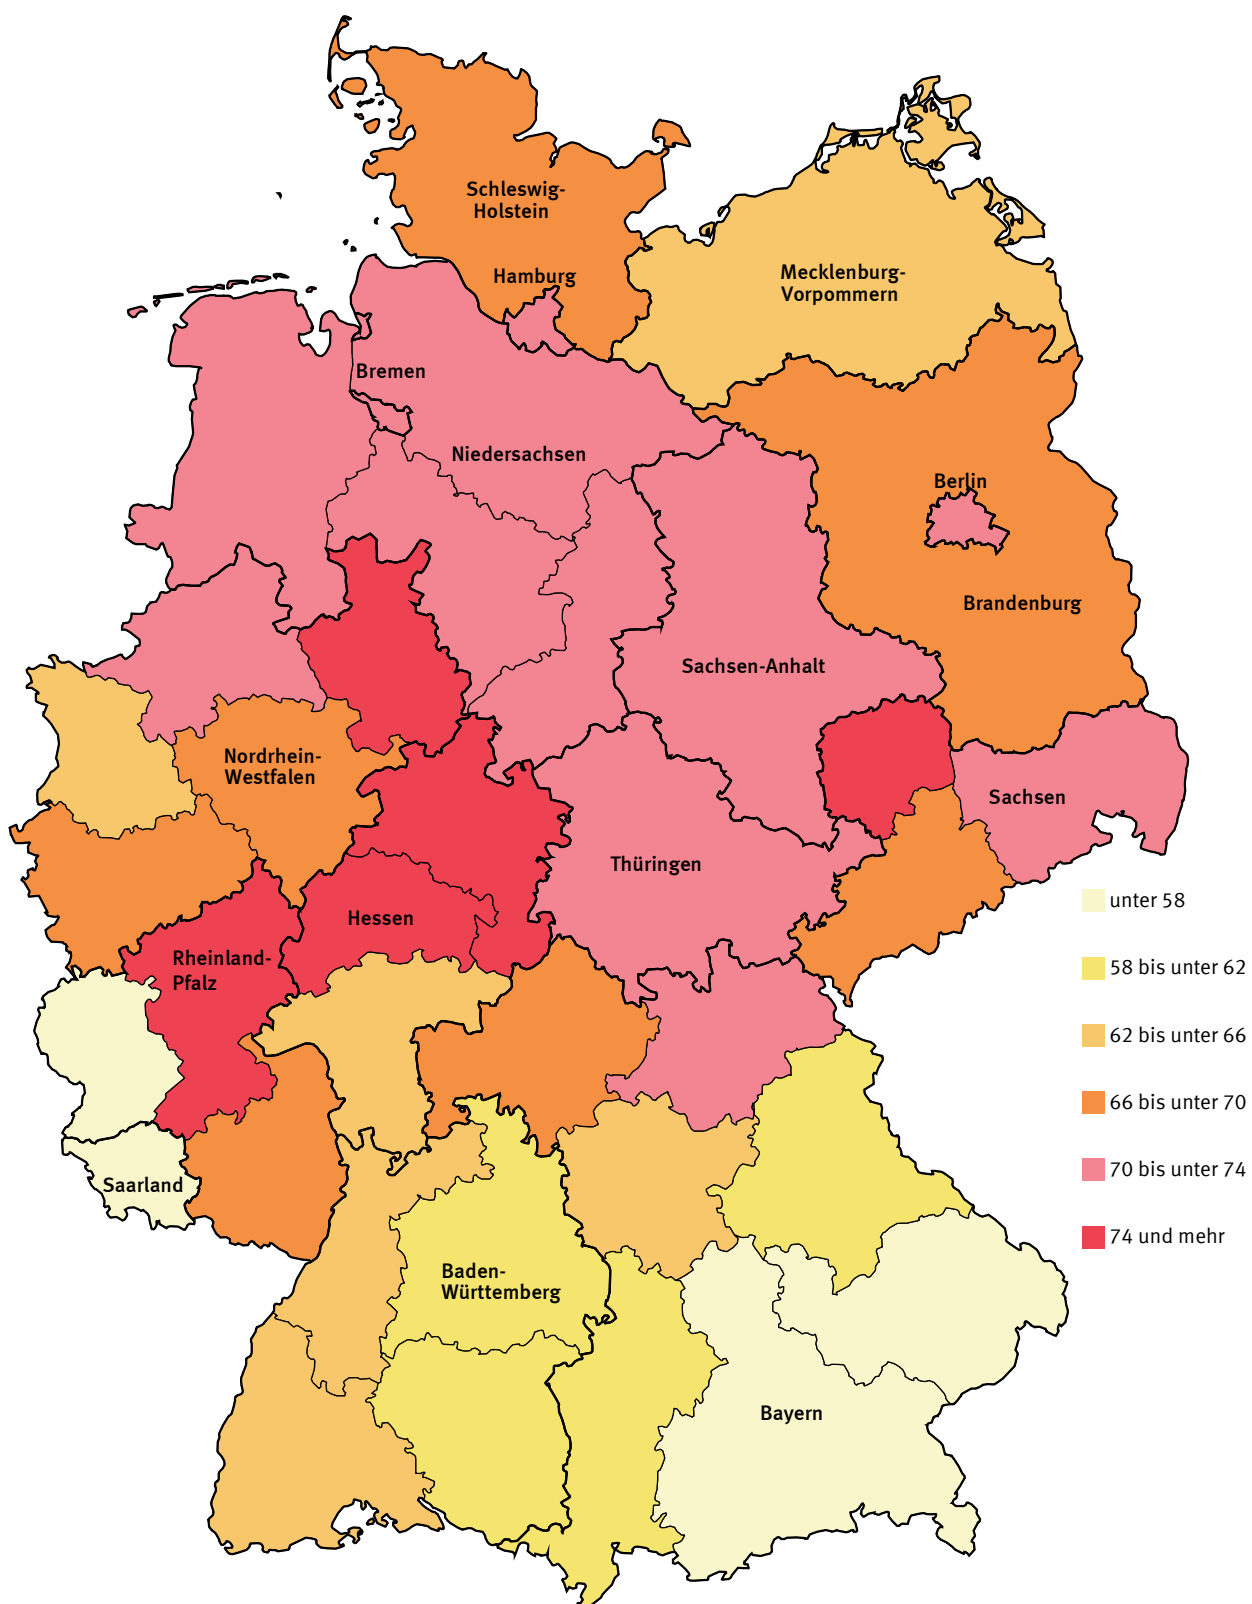 Schleswig-
Holstein
Hamburg
Mecklenburg-
Vorpommern
Bremen
Niedersachsen
Berlin
Brandenburg
Sachsen-Anhalt
Nordrhein-
Westfalen
Sachsen
Thüringen
Hessen
Rheinland-
Pfalz
Saarland
Baden-
Württemberg
Bayern
unter 58
58 bis unter 62
62 bis unter 66
66 bis unter 70
70 bis unter 74
74 und mehr